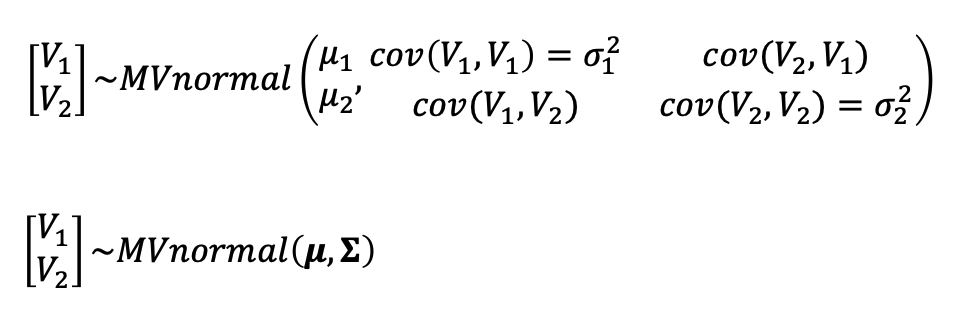 [V₁ V₂] ~MVnormal (μ₁ μ₂, cov(V₁, V₁) = σ₁² cov(V₂, V₁) cov(V₁, V₂) cov(V₂, V₂) = σ₂²)
[V₁ V₂] ~MVnormal(μ, Σ)